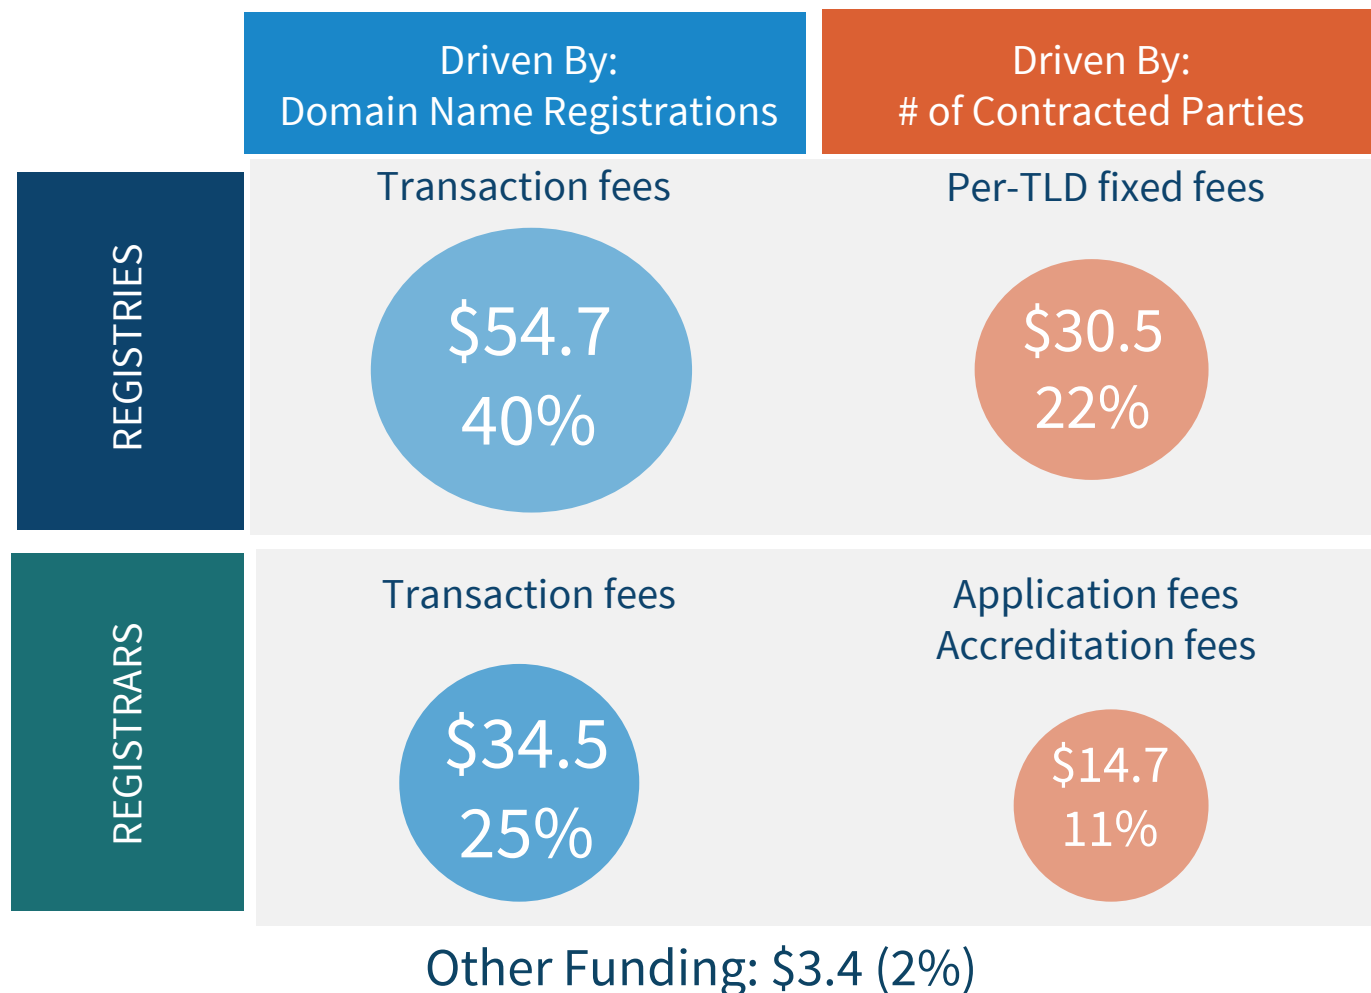 Driven By:
Domain Name Registrations
Driven By:
# of Contracted Parties
REGISTRIES
Transaction fees
$54.7
40%
Per-TLD fixed fees
$30.5
22%
REGISTRARS
Transaction fees
$34.5
25%
Application fees
Accreditation fees
$14.7
11%
Other Funding: $3.4 (2%)